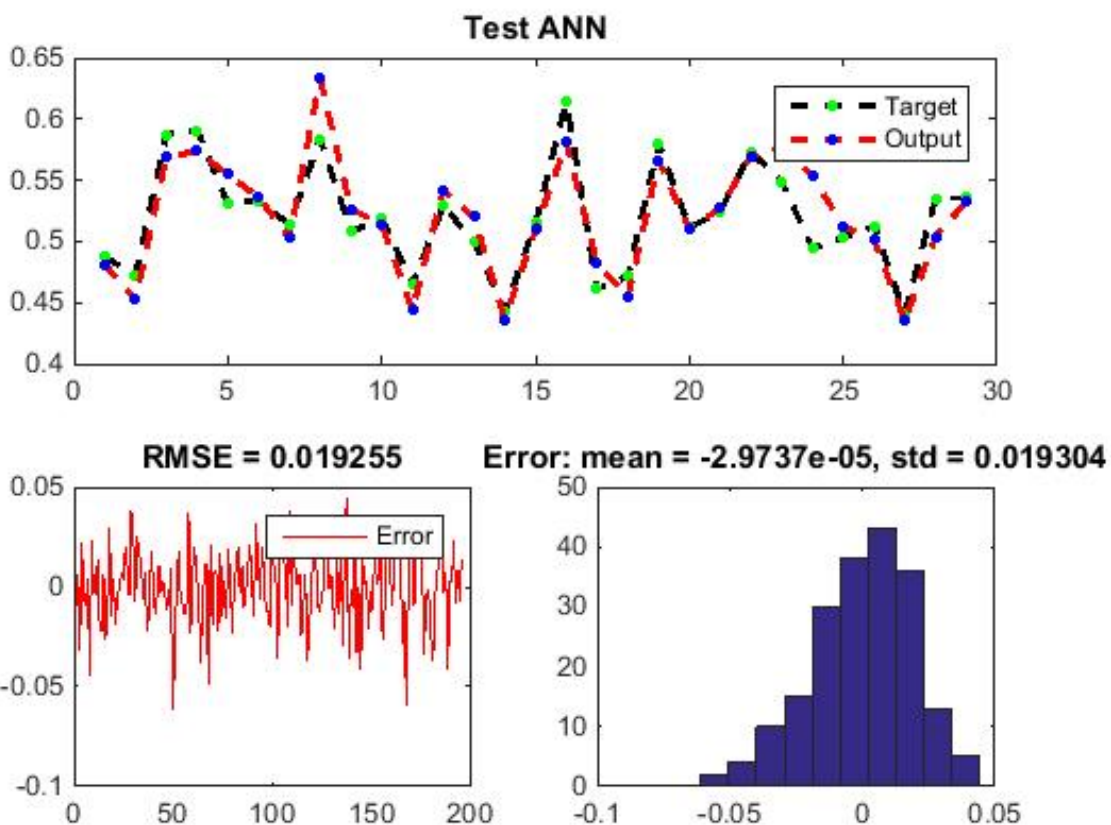 Test ANN
0.65
0.6
0.55
0.5
0.45
0.4
0 5 10 15 20 25 30
Target
Output
RMSE = 0.019255
0.05
0
-0.05
-0.1
0 50 100 150 200
Error
Error: mean = -2.9737e-05, std = 0.019304
50
40
30
20
10
0
-0.1 -0.05 0 0.05